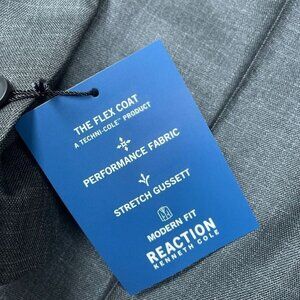 THE FLEX COAT
A TECHNI-COLE™ PRODUCT
PERFORMANCE FABRIC
STRETCH GUSSETT
MODERN FIT
REACTION
KENNETH COLE